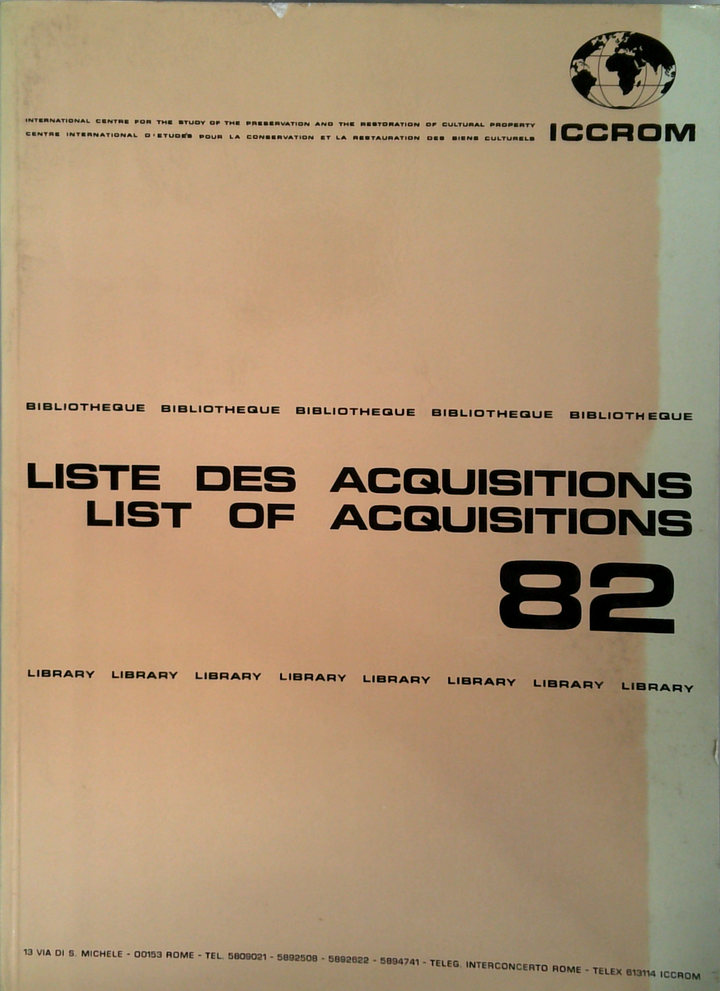 INTERNATIONAL CENTRE FOR THE STUDY OF THE PRESERVATION AND THE RESTORATION OF CULTURAL PROPERTY
CENTRE INTERNATIONAL D'ETUDES POUR LA CONSERVATION ET LA RESTAURATION DES BIENS CULTURELS
ICCROM
BIBLIOTHEQUE BIBLIOTHEQUE BIBLIOTHEQUE BIBLIOTHEQUE BIBLIOTHEQUE
LISTE DES ACQUISITIONS
LIST OF ACQUISITIONS
82
LIBRARY LIBRARY LIBRARY LIBRARY LIBRARY LIBRARY LIBRARY LIBRARY
13 VIA DI S. MICHELE - 00153 ROME - TEL. 5809021 - 5892508 - 5892622 - 5894741 - TELEG. INTERCONCERTO ROME - TELEX 613114 ICCROM